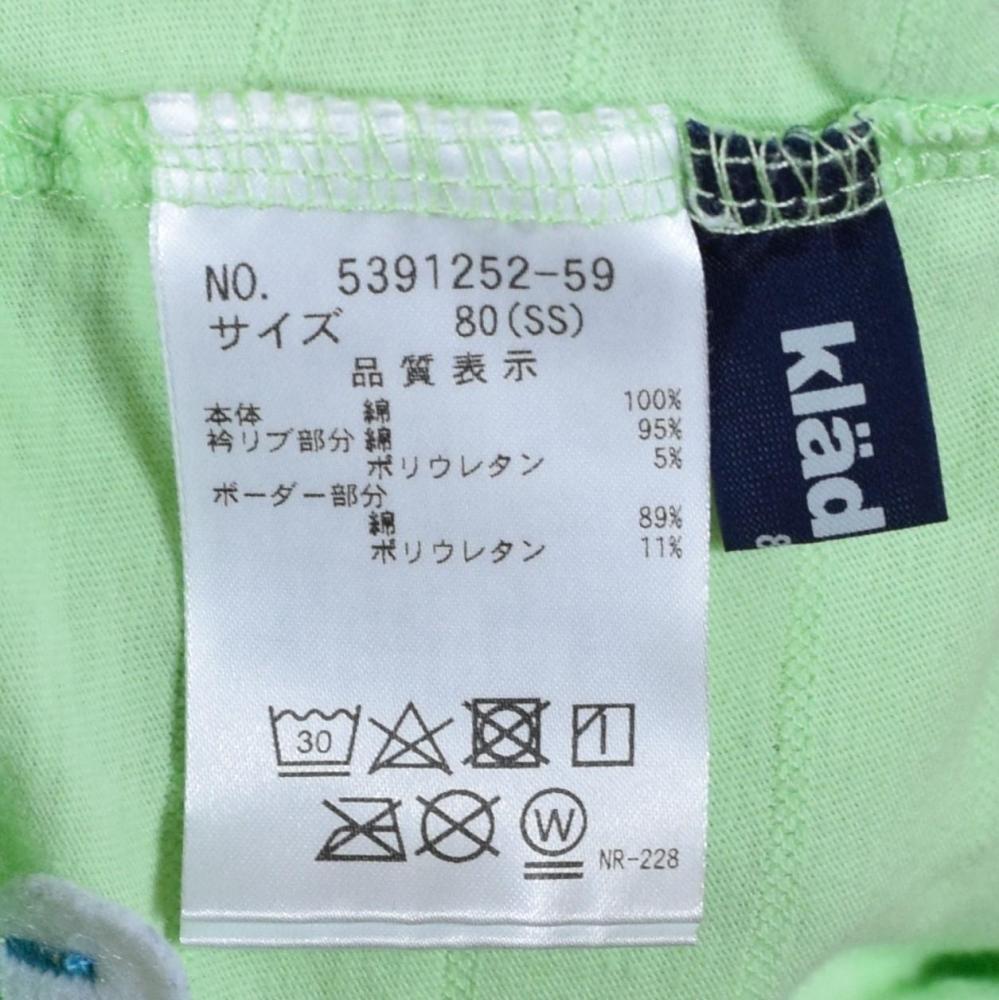 NO. 5391252-59
サイズ 80(SS)
品質表示
本体 綿 100%
衿リブ部分 綿 95%
ポリウレタン 5%
ボーダー部分
綿 89%
ポリウレタン 11%
30
W
NR-228
kläd